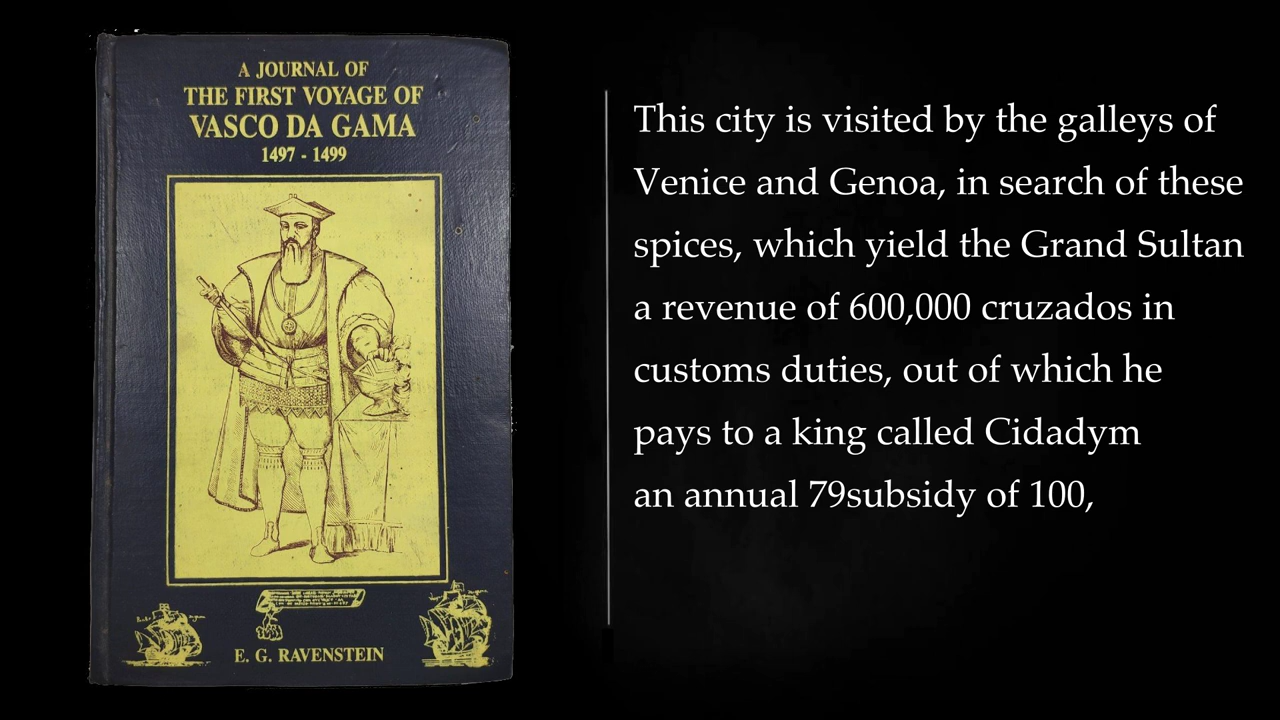 A JOURNAL OF
THE FIRST VOYAGE OF
VASCO DA GAMA
1497 - 1499
E. G. RAVENSTEIN
This city is visited by the galleys of
Venice and Genoa, in search of these
spices, which yield the Grand Sultan
a revenue of 600,000 cruzados in
customs duties, out of which he
pays to a king called Cidadym
an annual 79subsidy of 100,